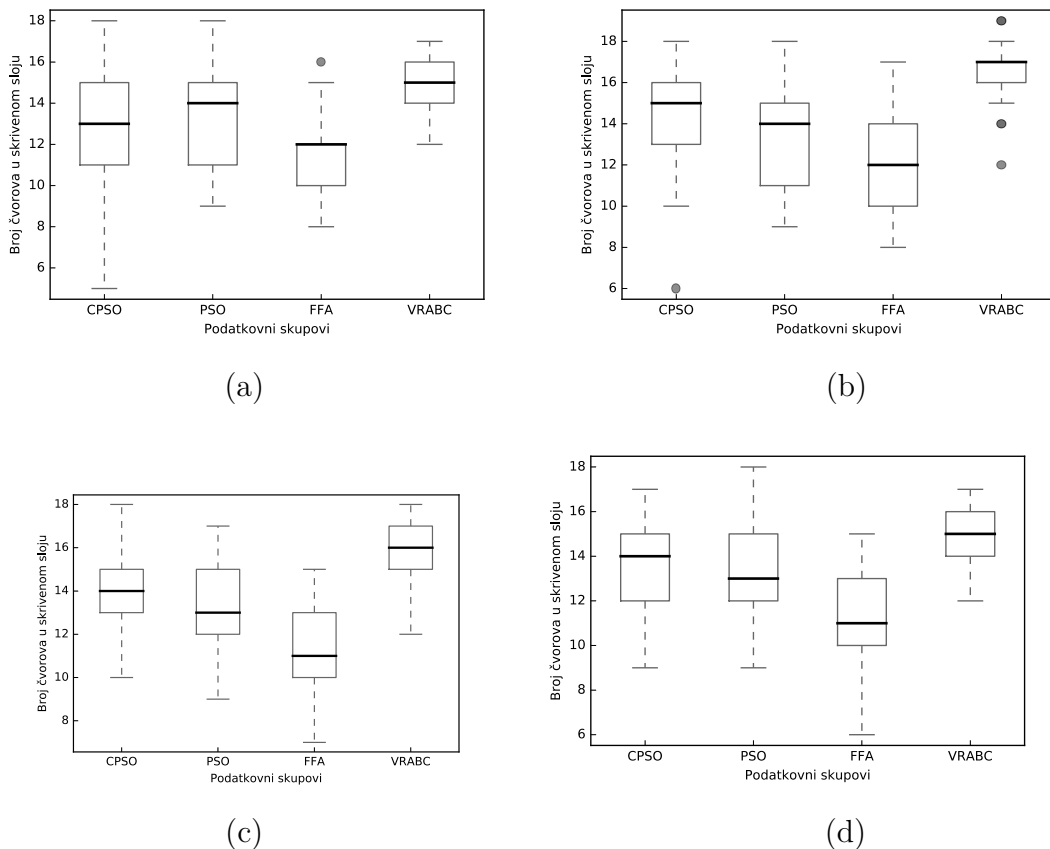 18
16
14
12
10
8
6
Broj čvorova u skrivenom sloju
CPSO PSO FFA VRABC
Podatkovni skupovi
(a)
18
16
14
12
10
8
6
Broj čvorova u skrivenom sloju
CPSO PSO FFA VRABC
Podatkovni skupovi
(b)
18
16
14
12
10
8
Broj čvorova u skrivenom sloju
CPSO PSO FFA VRABC
Podatkovni skupovi
(c)
18
16
14
12
10
8
6
Broj čvorova u skrivenom sloju
CPSO PSO FFA VRABC
Podatkovni skupovi
(d)